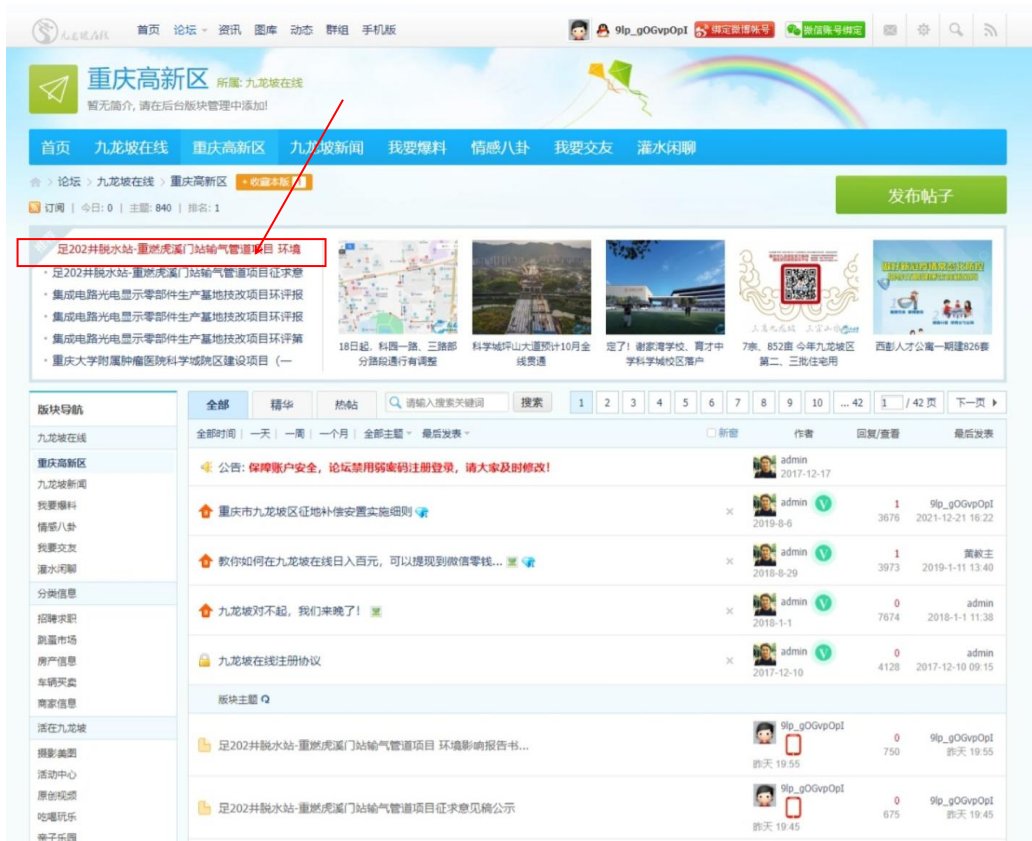 九龙坡在线 首页 论坛 资讯 图库 动态 群组 手机版 9lp_gOGvpOpI 绑定微博帐号 微信账号绑定
重庆高新区 所属: 九龙坡在线
暂无简介, 请在后台版块管理中添加!
首页 九龙坡在线 重庆高新区 九龙坡新闻 我要爆料 情感八卦 我要交友 灌水闲聊
论坛 > 九龙坡在线 > 重庆高新区 +收藏本版
发布帖子
订阅 | 今日: 0 | 主题: 840 | 排名: 1
足202井脱水站-重燃虎溪门站输气管道项目 环境
足202井脱水站-重燃虎溪门站输气管道项目征求意
集成电路光电显示零部件生产基地技改项目环评报
集成电路光电显示零部件生产基地技改项目环评报
集成电路光电显示零部件生产基地技改项目环评第
重庆大学附属肿瘤医院科学城院区建设项目（一
18日起，科园一路、三路部
分路段通行有调整
科学城坪山大道预计10月全
线贯通
定了！谢家湾学校、育才中
学科学城校区落户
7宗、852亩 今年九龙坡区
第二、三批住宅用
西彭人才公寓一期建826套
版块导航
九龙坡在线
重庆高新区
九龙坡新闻
我要爆料
情感八卦
我要交友
灌水闲聊
分类信息
招聘求职
跳蚤市场
房产信息
车辆买卖
商家信息
活在九龙坡
摄影美图
活动中心
原创视频
吃喝玩乐
亲子乐园
全部 精华 热帖 请输入搜索关键词 搜索 1 2 3 4 5 6 7 8 9 10 ... 42 1 / 42 页 下一页
全部时间 | 一天 | 一周 | 一个月 | 全部主题 最后发表 新窗 作者 回复/查看 最后发表
公告: 保障账户安全，论坛禁用弱密码注册登录，请大家及时修改！ admin
2017-12-17
重庆市九龙坡区征地补偿安置实施细则 admin 1 9lp_gOGvpOpI
2019-8-6 3676 2021-12-21 16:22
教你如何在九龙坡在线日入百元，可以提现到微信零钱... admin 1 黄教主
2018-8-29 3973 2019-1-11 13:40
九龙坡对不起，我们来晚了！ admin 0 admin
2018-1-1 7674 2018-1-1 11:38
九龙坡在线注册协议 admin 0 admin
2017-12-10 4128 2017-12-10 09:15
版块主题
足202井脱水站-重燃虎溪门站输气管道项目 环境影响报告书... 9lp_gOGvpOpI 0 9lp_gOGvpOpI
昨天 19:55 750 昨天 19:55
足202井脱水站-重燃虎溪门站输气管道项目征求意见稿公示 9lp_gOGvpOpI 0 9lp_gOGvpOpI
昨天 19:45 675 昨天 19:45